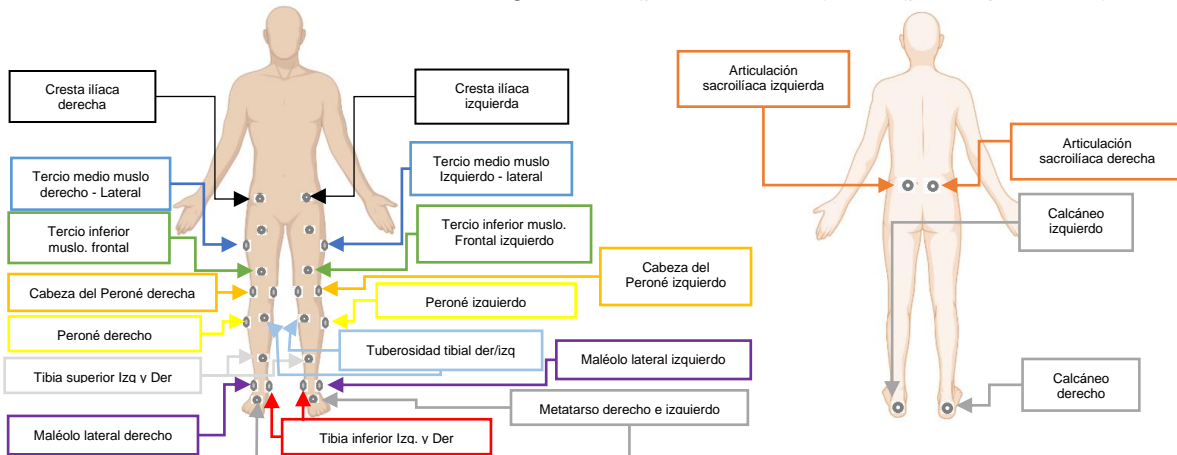 Cresta ilíaca
derecha
Cresta ilíaca
izquierda
Articulación
sacroilíaca izquierda
Articulación
sacroilíaca derecha
Tercio medio muslo
derecho - Lateral
Tercio medio muslo
Izquierdo - lateral
Tercio inferior
muslo. frontal
Tercio inferior muslo.
Frontal izquierdo
Calcáneo
izquierdo
Cabeza del Peroné derecha
Cabeza del
Peroné izquierdo
Peroné izquierdo
Peroné derecho
Tuberosidad tibial der/izq
Maléolo lateral izquierdo
Tibia superior Izq y Der
Calcáneo
derecho
Metatarso derecho e izquierdo
Maléolo lateral derecho
Tibia inferior Izq. y Der